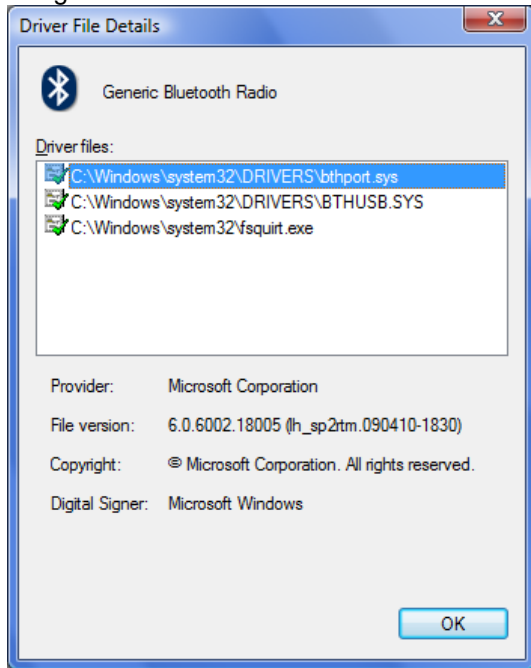 Driver File Details
Generic Bluetooth Radio
Driver files:
C:\Windows\system32\DRIVERS\bthport.sys
C:\Windows\system32\DRIVERS\BTHUSB.SYS
C:\Windows\system32\fsquirt.exe
Provider: Microsoft Corporation
File version: 6.0.6002.18005 (lh_sp2rtm.090410-1830)
Copyright: © Microsoft Corporation. All rights reserved.
Digital Signer: Microsoft Windows
OK